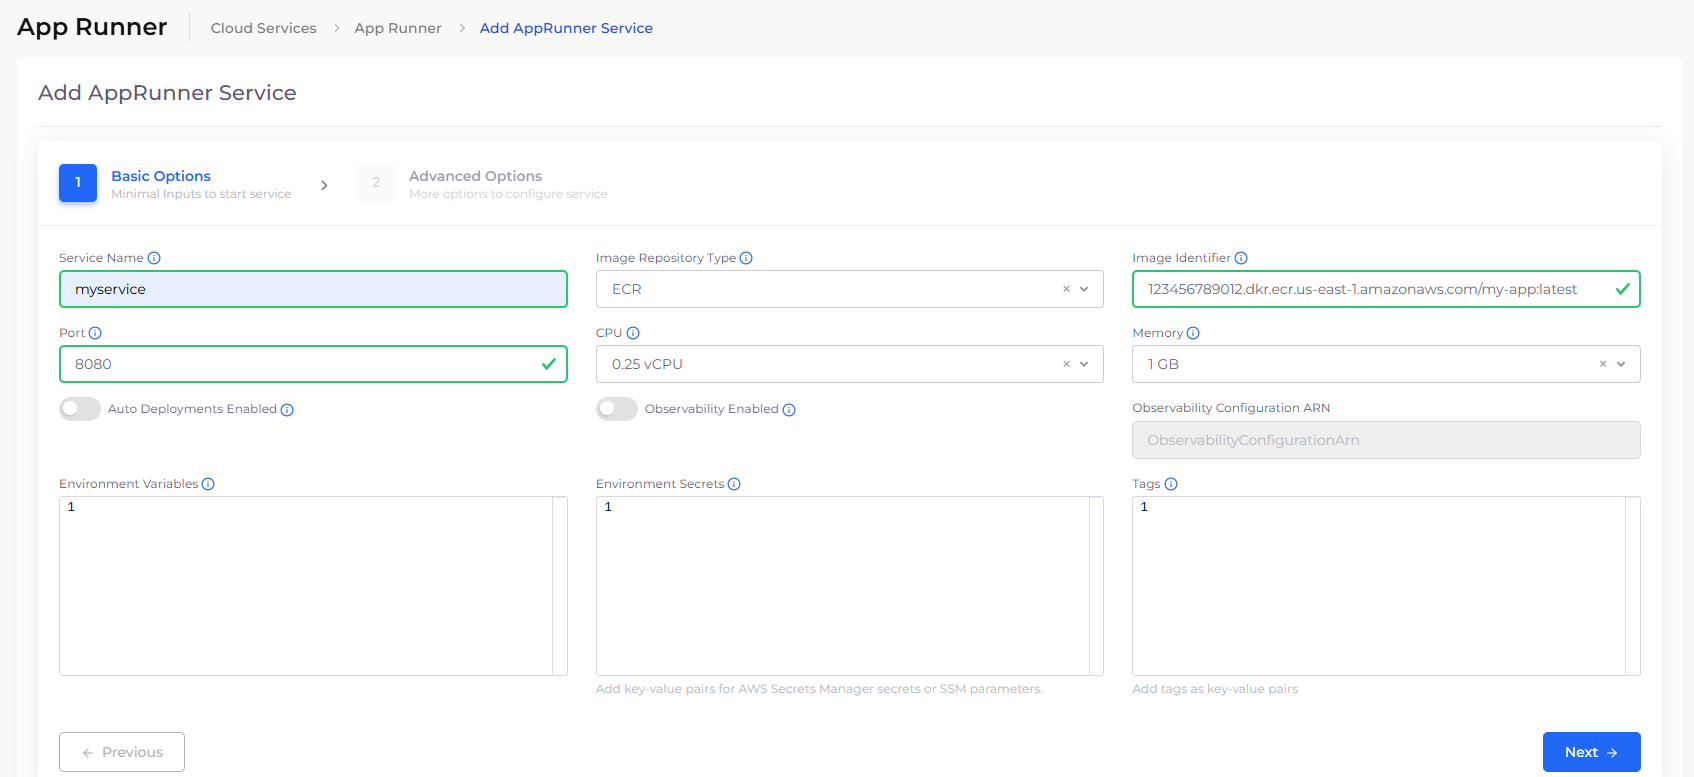 App Runner
Cloud Services > App Runner > Add AppRunner Service
Add AppRunner Service
1
Basic Options
Minimal Inputs to start service
2
Advanced Options
More options to configure service
Service Name
myservice
Image Repository Type
ECR
Image Identifier
123456789012.dkr.ecr.us-east-1.amazonaws.com/my-app:latest
Port
8080
CPU
0.25 vCPU
Memory
1 GB
Auto Deployments Enabled
Observability Enabled
Observability Configuration ARN
ObservabilityConfigurationArn
Environment Variables
1
Environment Secrets
1
Add key-value pairs for AWS Secrets Manager secrets or SSM parameters.
Tags
1
Add tags as key-value pairs
← Previous
Next →